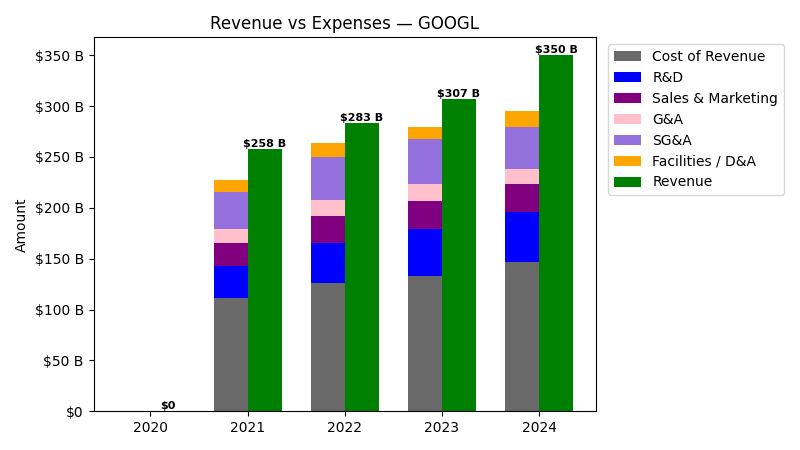 Revenue vs Expenses — GOOGL
Amount
$350 B
$300 B
$250 B
$200 B
$150 B
$100 B
$50 B
$0
$0
$258 B
$283 B
$307 B
$350 B
2020
2021
2022
2023
2024
Cost of Revenue
R&D
Sales & Marketing
G&A
SG&A
Facilities / D&A
Revenue